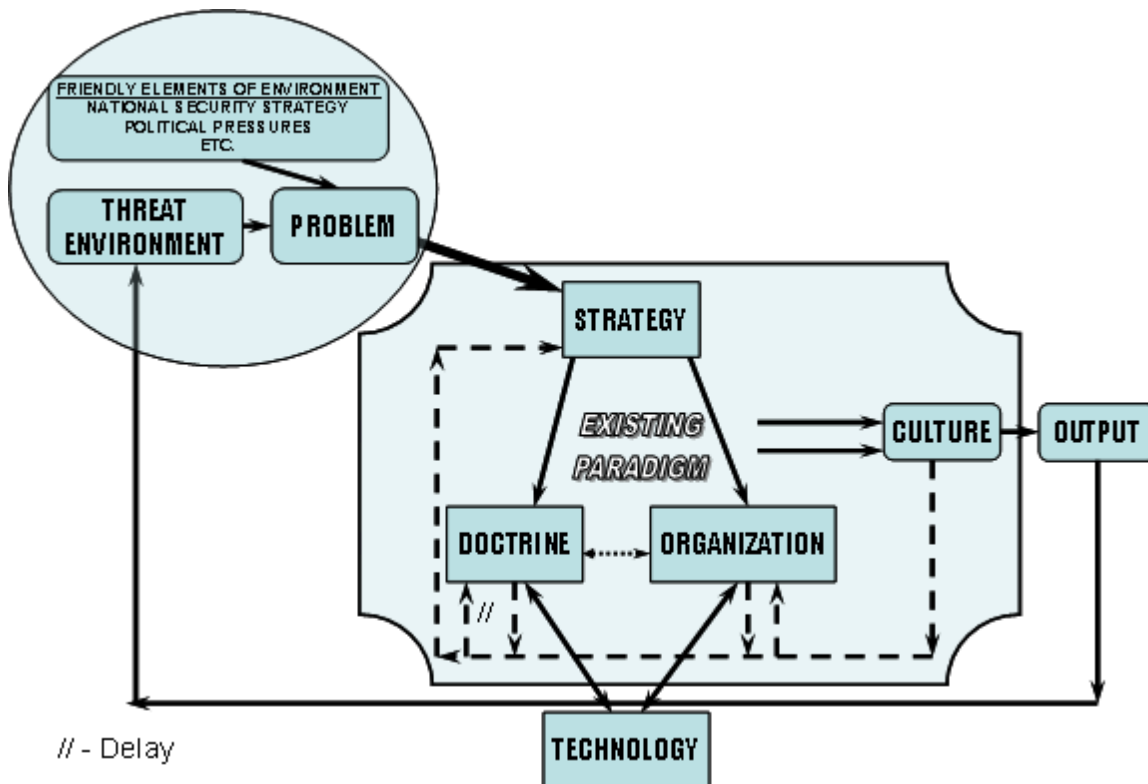 FRIENDLY ELEMENTS OF ENVIRONMENT
NATIONAL SECURITY STRATEGY
POLITICAL PRESSURES
ETC.
THREAT
ENVIRONMENT
PROBLEM
STRATEGY
EXISTING
PARADIGM
CULTURE
OUTPUT
DOCTRINE
ORGANIZATION
//
TECHNOLOGY
// - Delay